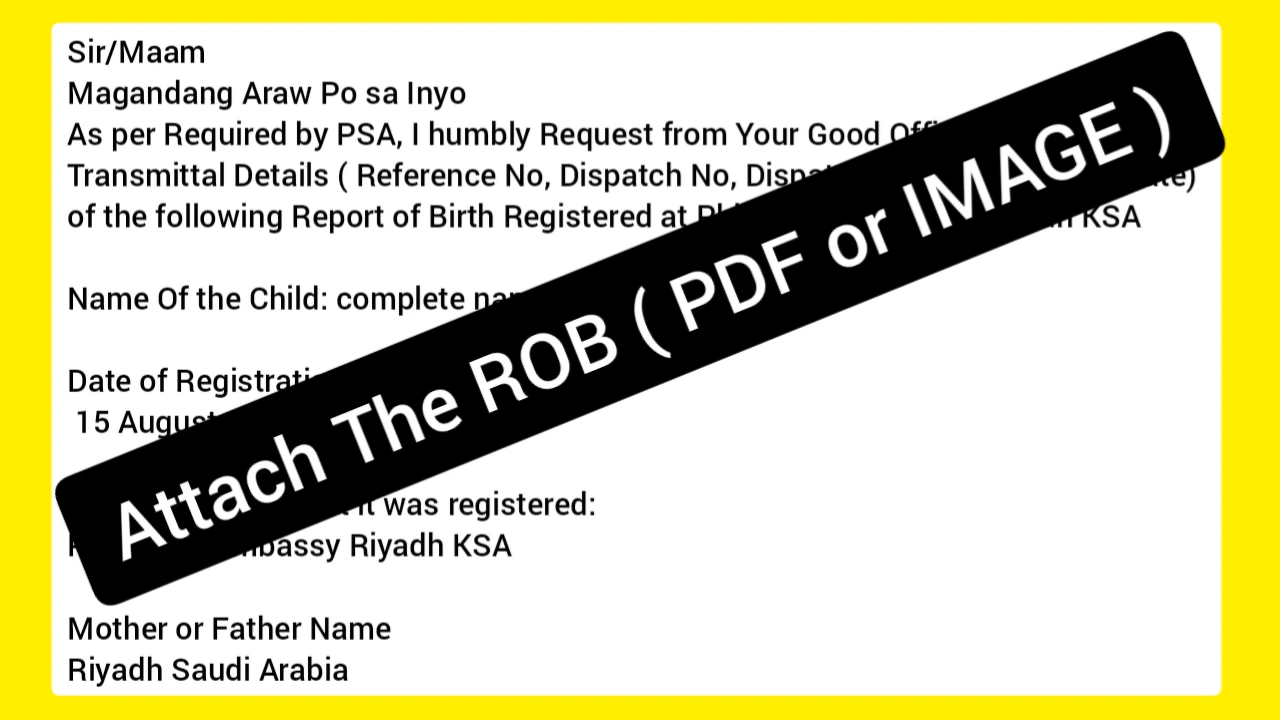 Sir/Maam
Magandang Araw Po sa Inyo
As per Required by PSA, I humbly Request from Your Good
Transmittal Details ( Reference No, Dispatch No,
of the following Report of Birth Registered at KSA
Name Of the Child: complete
Date of
15
was registered:
Riyadh KSA
Mother or Father Name
Riyadh Saudi Arabia
Attach The ROB ( PDF or IMAGE )